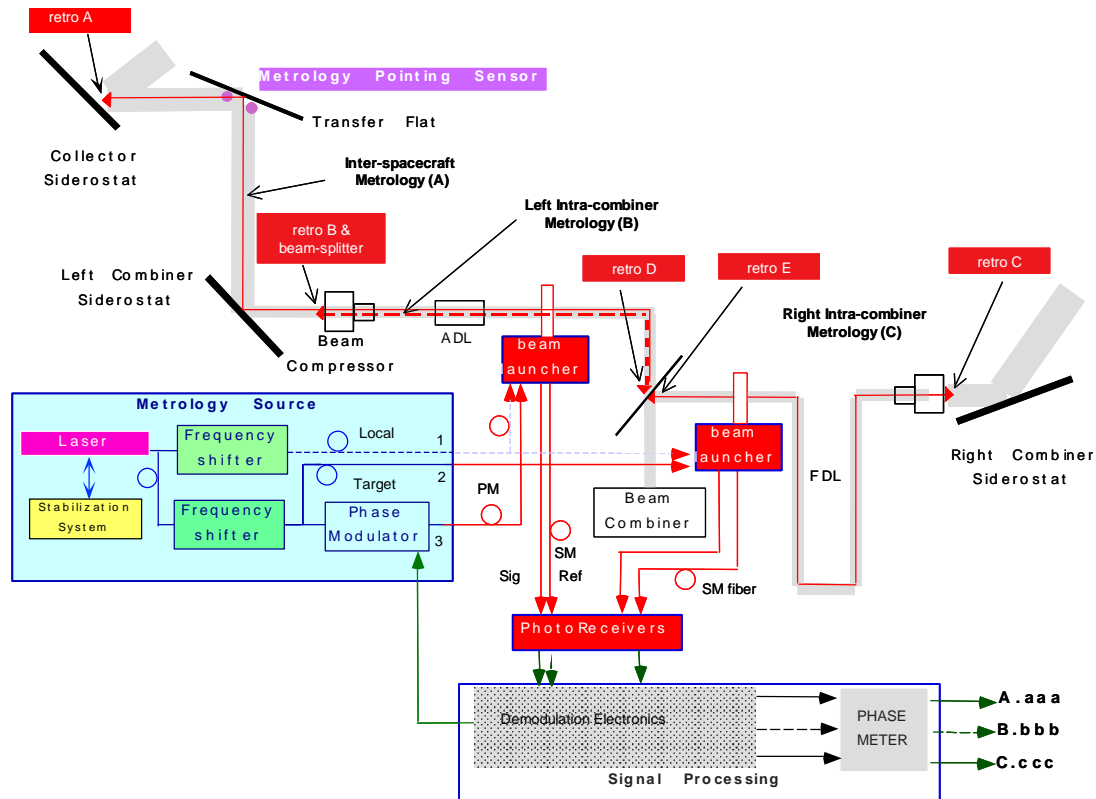 retro A
Metrology Pointing Sensor
Transfer Flat
Collector
Siderostat
Inter-spacecraft
Metrology (A)
Left Intra-combiner
Metrology (B)
retro B &
beam-splitter
retro D
retro E
retro C
Left Combiner
Siderostat
Right Intra-combiner
Metrology (C)
Beam
Compressor
ADL
beam
launcher
Metrology Source
Laser
Frequency
shifter
Local
1
beam
launcher
Right Combiner
Siderostat
FDL
2
Target
Stabilization
System
Frequency
shifter
Phase
Modulator
3
PM
Beam
Combiner
SM
Sig
Ref
SM fiber
PhotoReceivers
Demodulation Electronics
PHASE
METER
A.aaa
B.bbb
C.ccc
Signal Processing